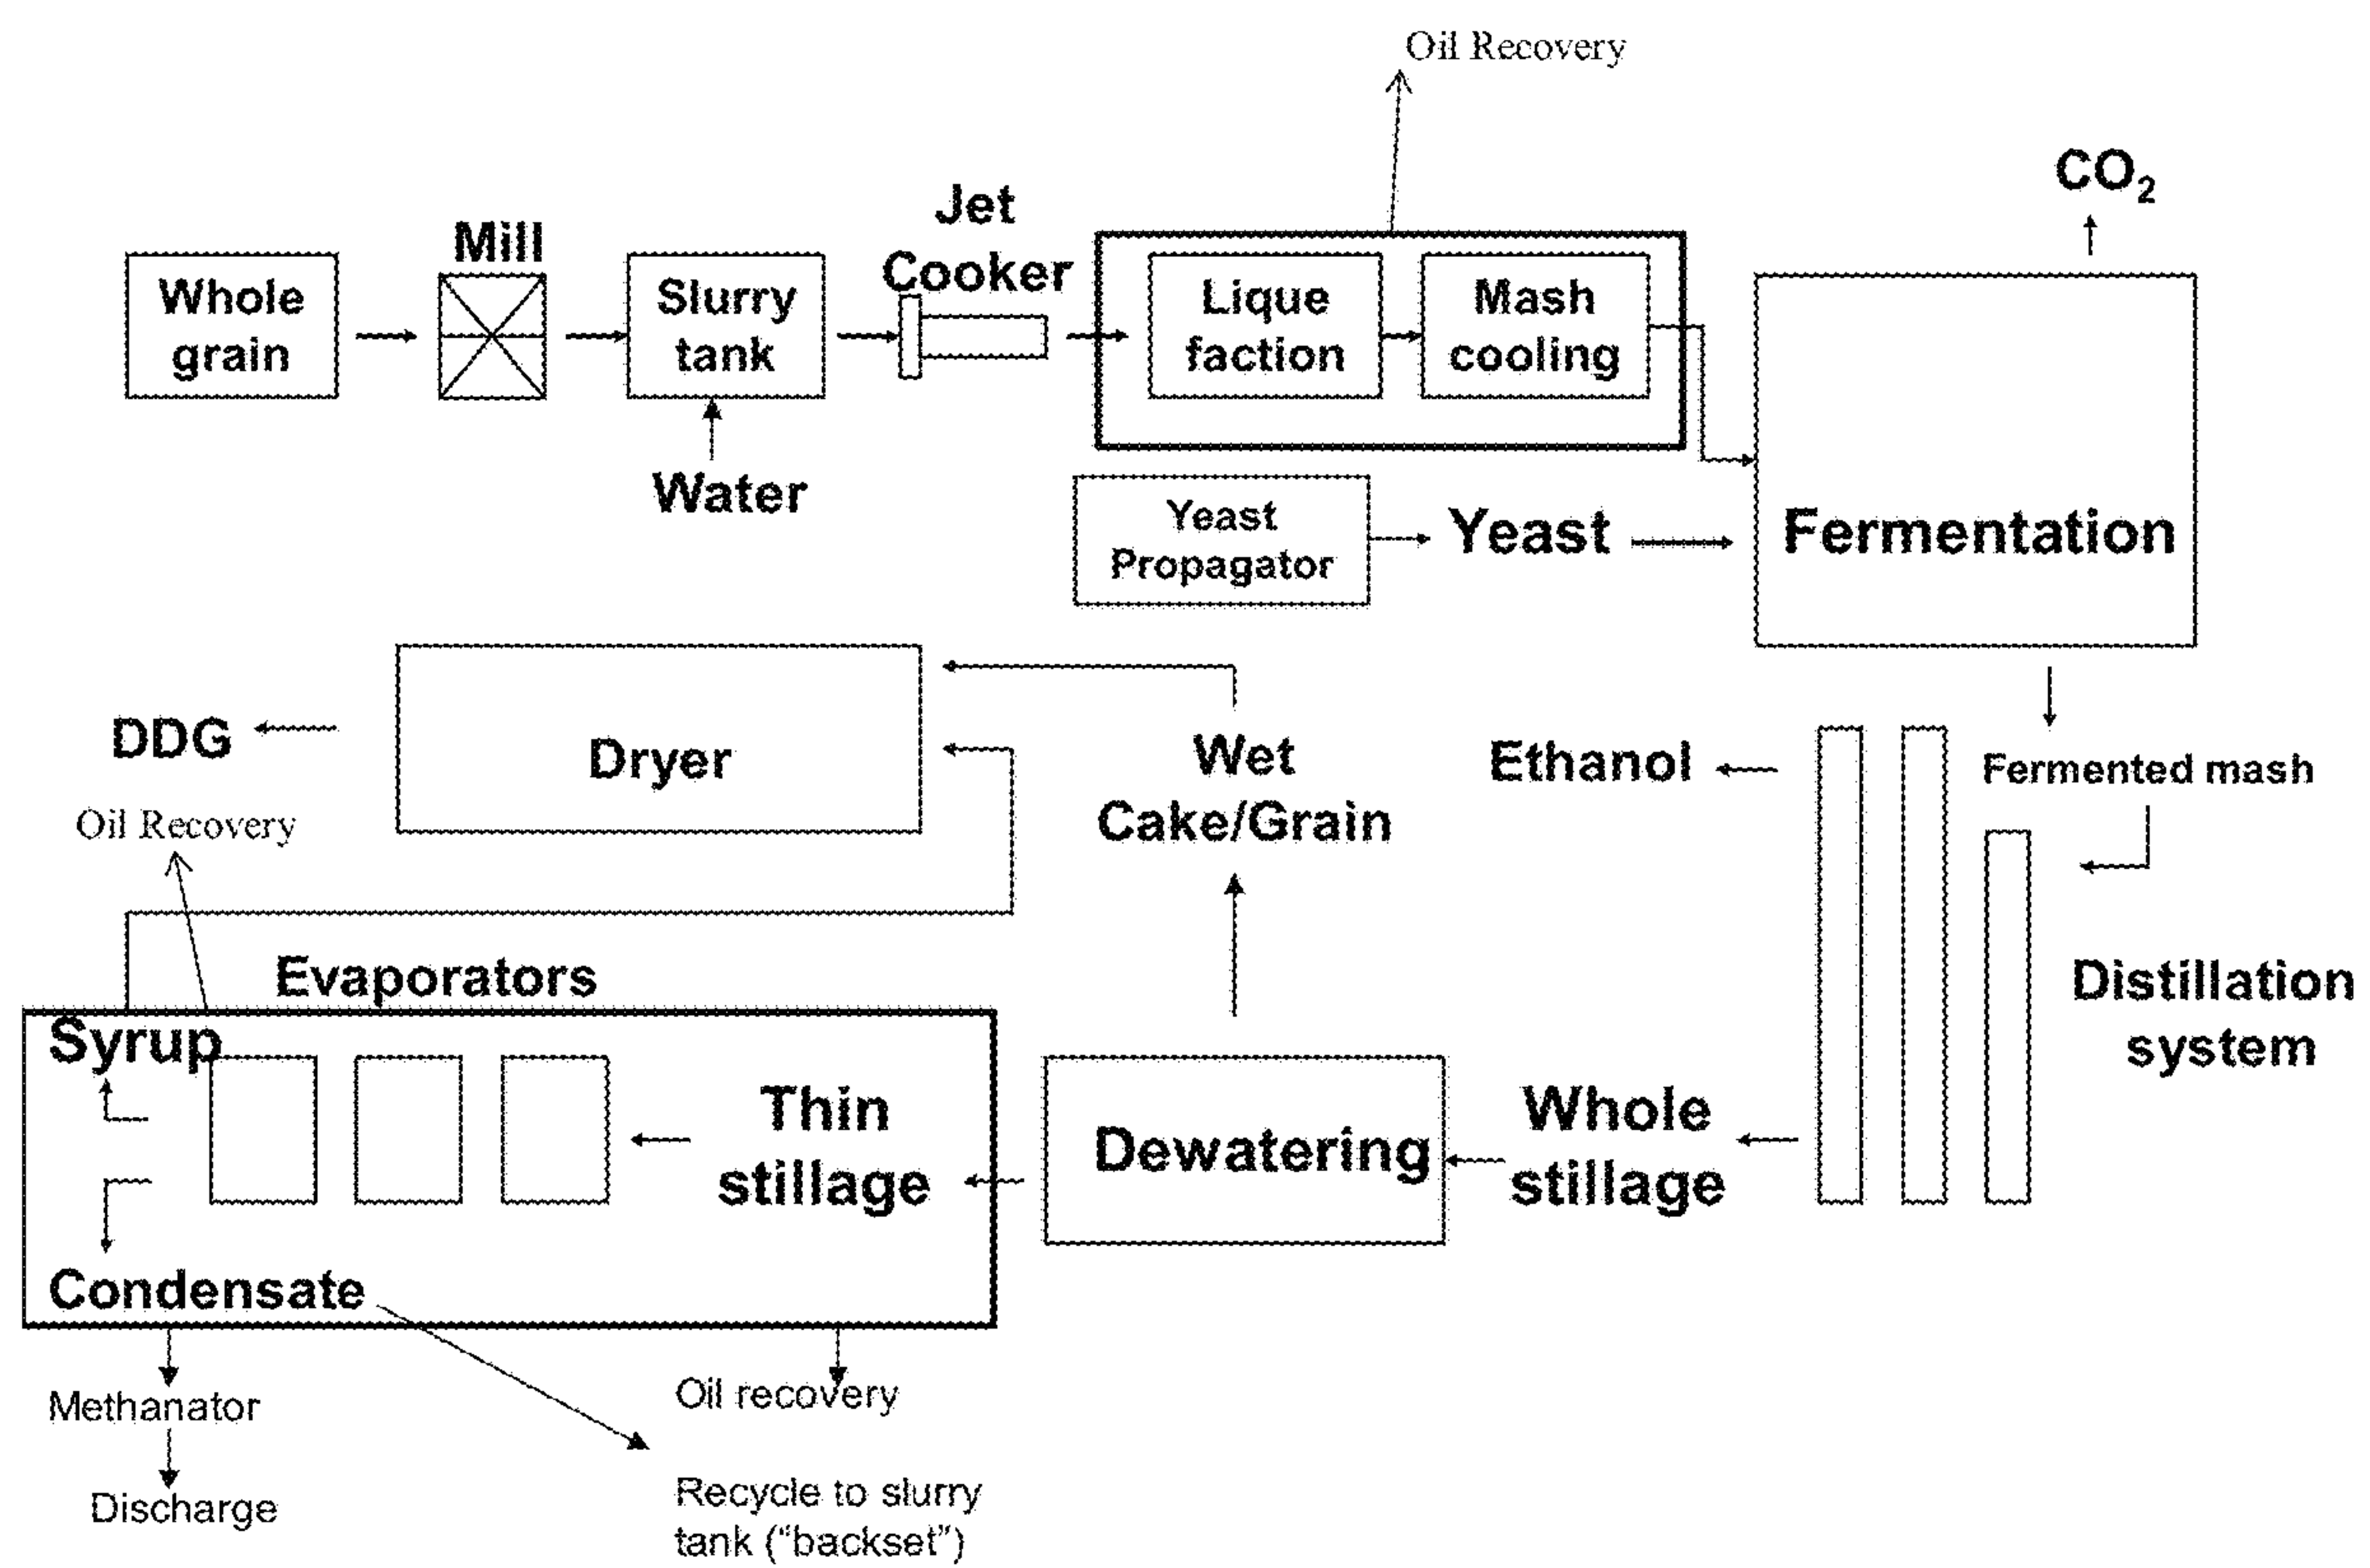 Oil Recovery
CO₂
Jet
Cooker
Mill
Whole
grain
Slurry
tank
Lique
faction
Mash
cooling
Water
Yeast
Propagator
Yeast
Fermentation
DDG
Dryer
Wet
Cake/Grain
Ethanol
Fermented mash
Oil Recovery
Evaporators
Distillation
system
Syrup
Thin
stillage
Dewatering
Whole
stillage
Condensate
Methanator
Oil recovery
Discharge
Recycle to slurry
tank ("backset")